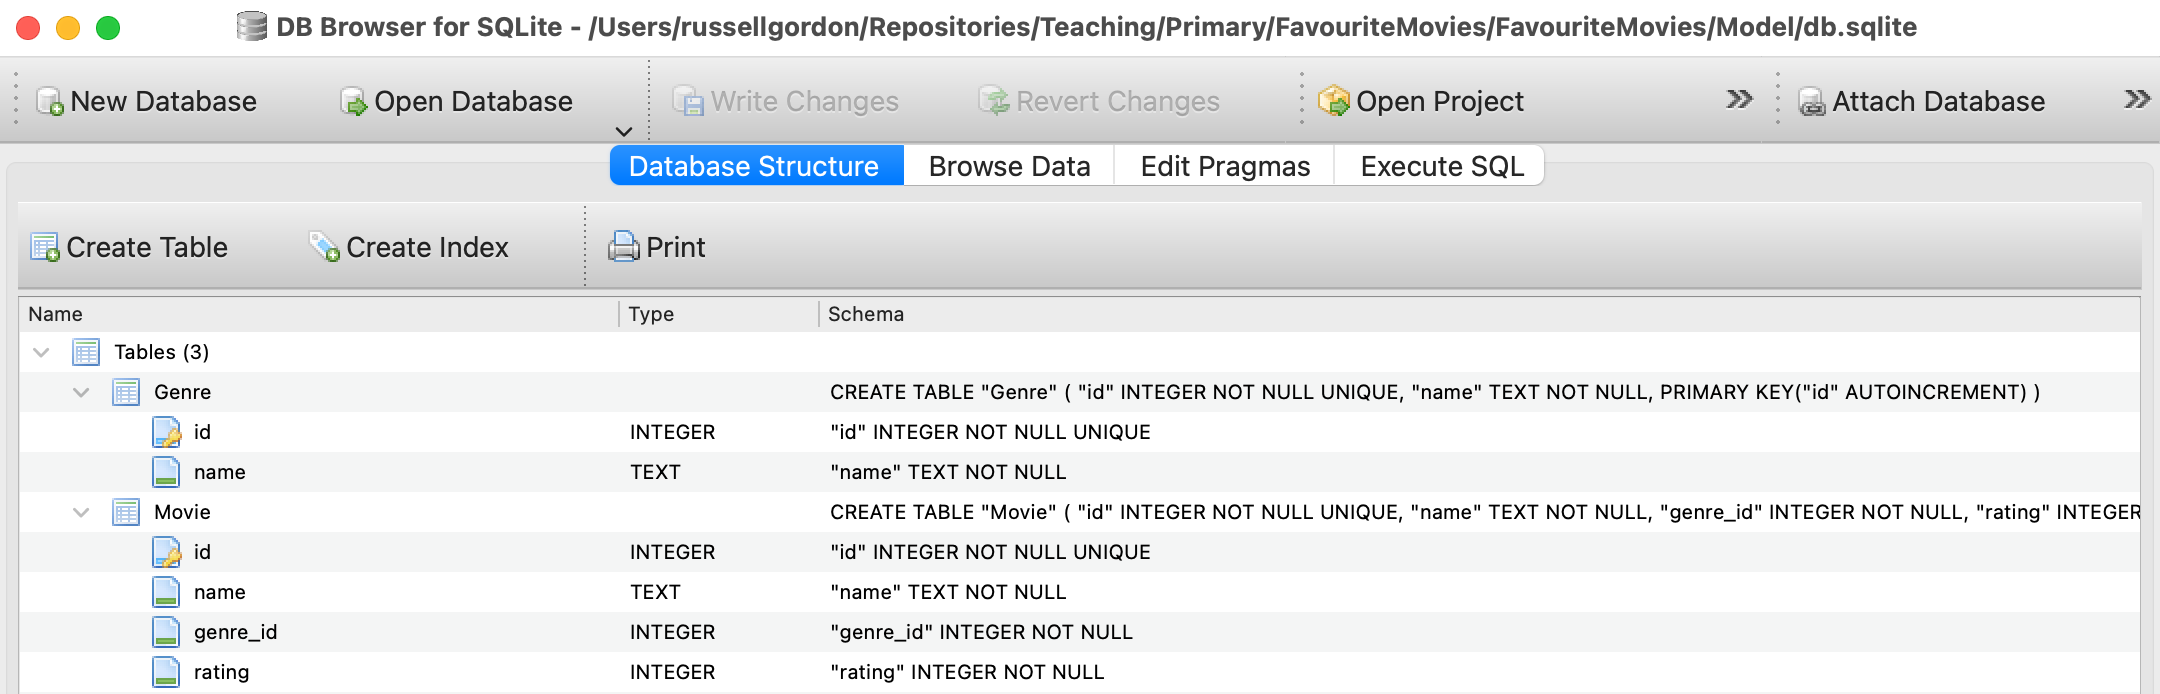 DB Browser for SQLite - /Users/russellgordon/Repositories/Teaching/Primary/FavouriteMovies/FavouriteMovies/Model/db.sqlite
New Database Open Database Write Changes Revert Changes Open Project Attach Database
Database Structure Browse Data Edit Pragmas Execute SQL
Create Table Create Index Print
Name Type Schema
Tables (3)
Genre CREATE TABLE "Genre" ( "id" INTEGER NOT NULL UNIQUE, "name" TEXT NOT NULL, PRIMARY KEY("id" AUTOINCREMENT) )
id INTEGER "id" INTEGER NOT NULL UNIQUE
name TEXT "name" TEXT NOT NULL
Movie CREATE TABLE "Movie" ( "id" INTEGER NOT NULL UNIQUE, "name" TEXT NOT NULL, "genre_id" INTEGER NOT NULL, "rating" INTEGER
id INTEGER "id" INTEGER NOT NULL UNIQUE
name TEXT "name" TEXT NOT NULL
genre_id INTEGER "genre_id" INTEGER NOT NULL
rating INTEGER "rating" INTEGER NOT NULL